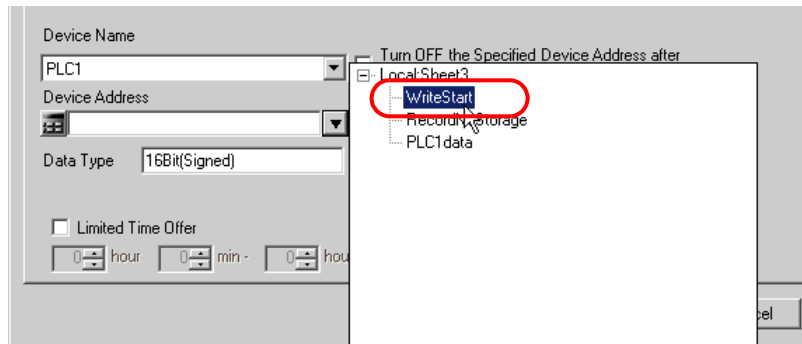 Device Name
Turn OFF the Specified Device Address after
PLC1
Local:Sheet3
Device Address
WriteStart
Storage
PLC1data
Data Type 16Bit(Signed)
Limited Time Offer
0 hour 0 min - 0 hou
cel